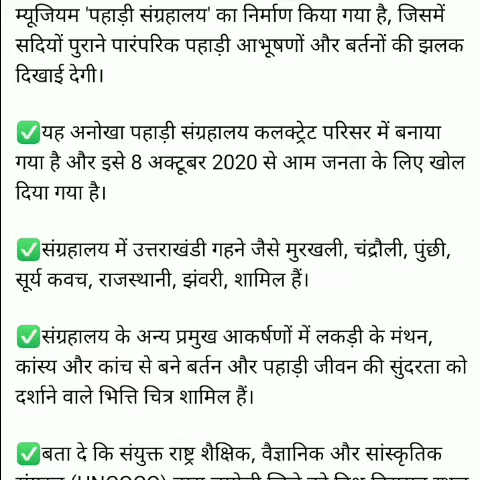 म्यूजियम 'पहाड़ी संग्रहालय' का निर्माण किया गया है, जिसमें
सदियों पुराने पारंपरिक पहाड़ी आभूषणों और बर्तनों की झलक
दिखाई देगी।
✅यह अनोखा पहाड़ी संग्रहालय कलक्ट्रेट परिसर में बनाया
गया है और इसे 8 अक्टूबर 2020 से आम जनता के लिए खोल
दिया गया है।
✅संग्रहालय में उत्तराखंडी गहने जैसे मुरखली, चंद्रौली, पुंछी,
सूर्य कवच, राजस्थानी, झंवरी, शामिल हैं।
✅संग्रहालय के अन्य प्रमुख आकर्षणों में लकड़ी के मंथन,
कांस्य और कांच से बने बर्तन और पहाड़ी जीवन की सुंदरता को
दर्शाने वाले भित्ति चित्र शामिल हैं।
✅बता दे कि संयुक्त राष्ट्र शैक्षिक, वैज्ञानिक और सांस्कृतिक